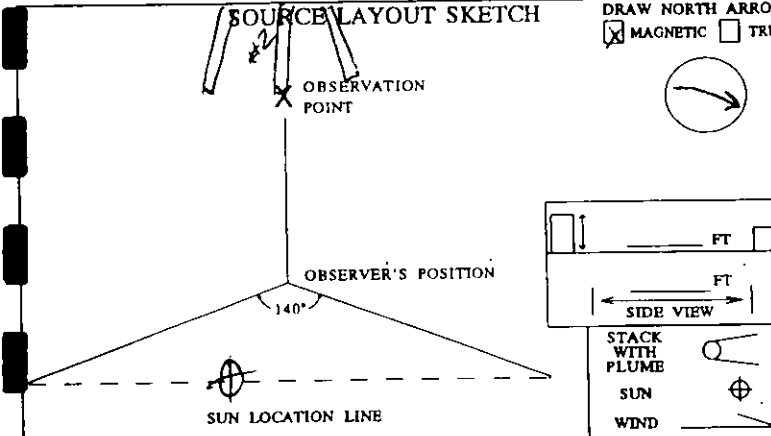 SOURCE LAYOUT SKETCH
DRAW NORTH ARRO
X MAGNETIC
#2
X OBSERVATION
POINT
OBSERVER'S POSITION
140°
FT
FT
SIDE VIEW
STACK
WITH
PLUME
SUN
WIND
SUN LOCATION LINE